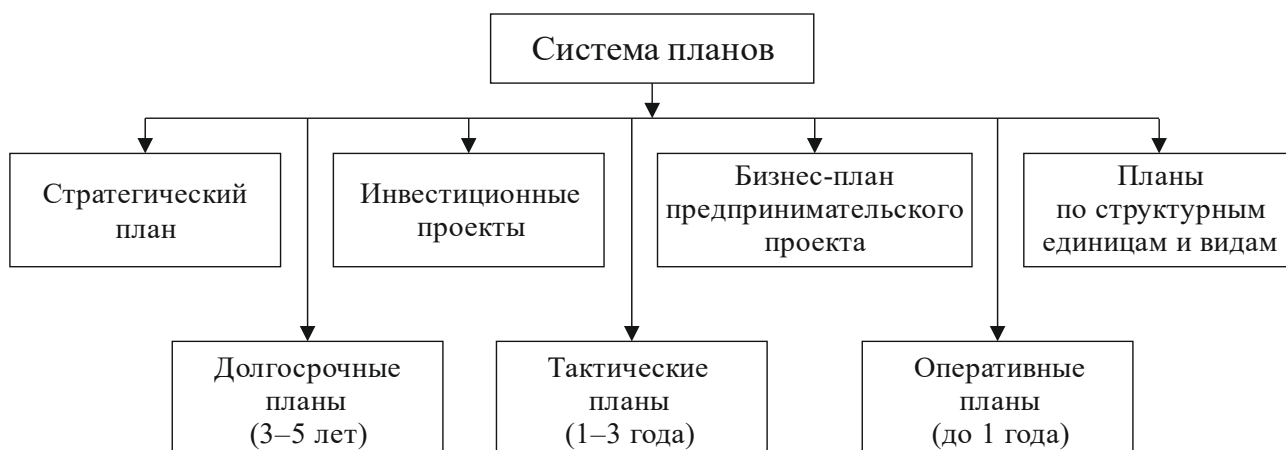 Система планов
Стратегический
план
Инвестиционные
проекты
Бизнес-план
предпринимательского
проекта
Планы
по структурным
единицам и видам
Долгосрочные
планы
(3–5 лет)
Тактические
планы
(1–3 года)
Оперативные
планы
(до 1 года)